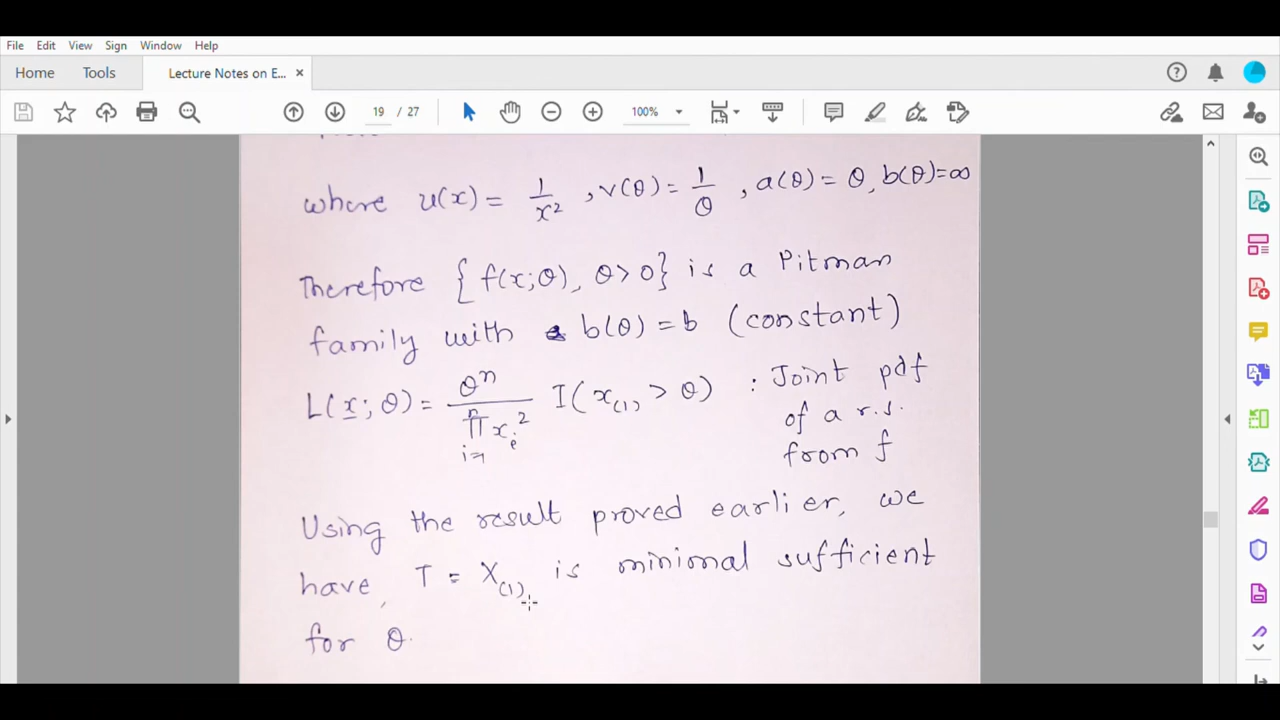 File Edit View Sign Window Help
Home Tools Lecture Notes on E... ×
19 / 27 100%
where u(x) = 1/x² , v(θ) = 1/θ , a(θ) = θ, b(θ)=∞
Therefore {f(x;θ), θ>0} is a Pitman
family with b(θ) = b (constant)
L(x; θ) = θⁿ / ∏ᵢ₌₁ⁿ xᵢ² I(x₍₁₎ > θ) : Joint pdf
of a r.s.
from f
Using the result proved earlier, we
have, T = X₍₁₎ is minimal sufficient
for θ.